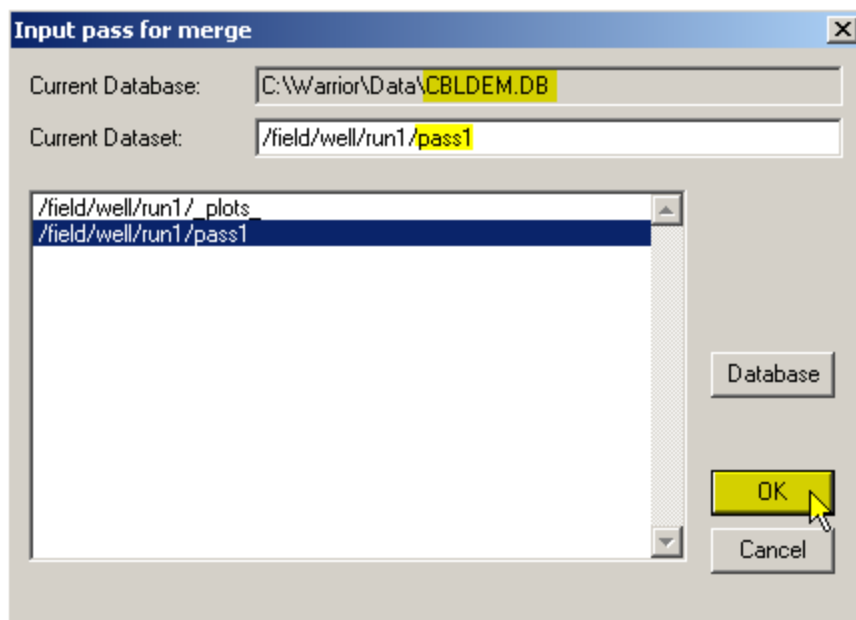 Input pass for merge
Current Database: C:\Warrior\Data\CBLDEM.DB
Current Dataset: /field/well/run1/pass1
/field/well/run1/_plots_
/field/well/run1/pass1
Database
OK
Cancel